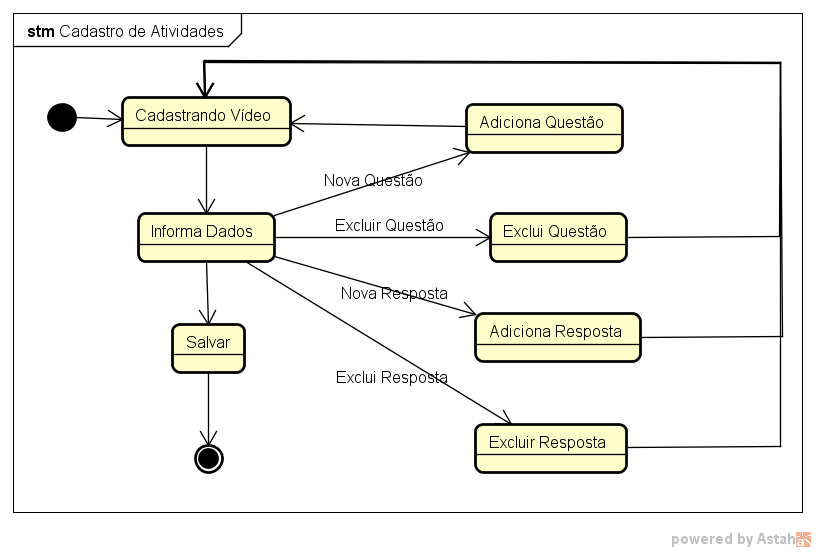 stm Cadastro de Atividades
Cadastrando Vídeo
Adiciona Questão
Nova Questão
Informa Dados
Excluir Questão
Exclui Questão
Nova Resposta
Adiciona Resposta
Salvar
Exclui Resposta
Excluir Resposta
powered by Astah